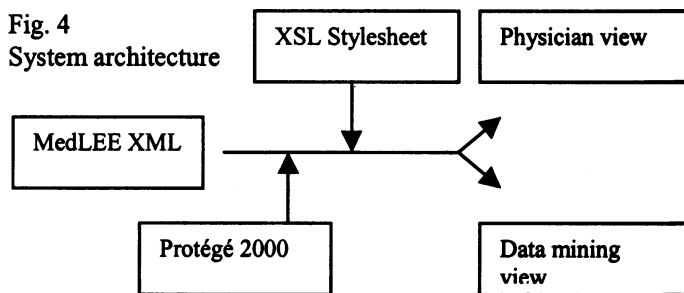 Fig. 4
System architecture
XSL Stylesheet
Physician view
MedLEE XML
Protégé 2000
Data mining
view